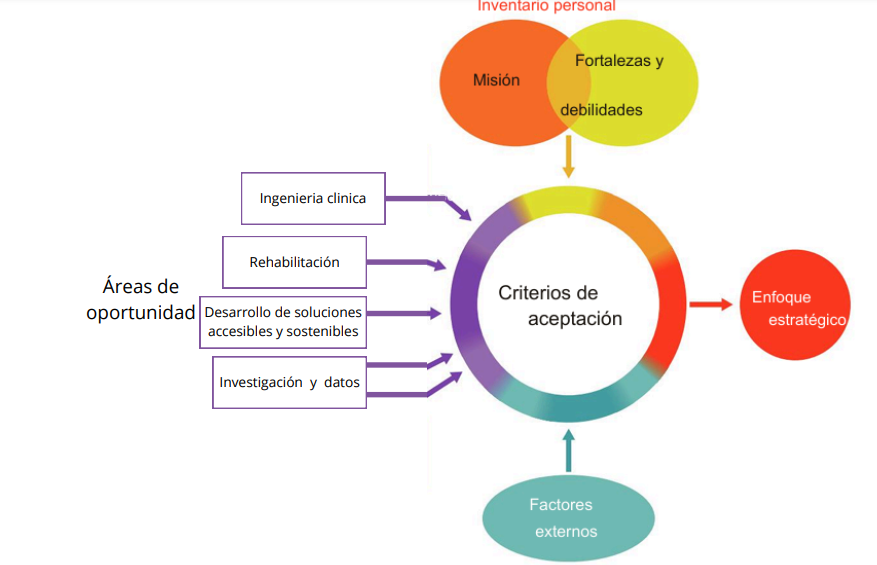 Inventario personal
Misión
Fortalezas y
debilidades
Ingenieria clinica
Rehabilitación
Áreas de
oportunidad
Desarrollo de soluciones
accesibles y sostenibles
Investigación y datos
Criterios de
aceptación
Enfoque
estratégico
Factores
externos